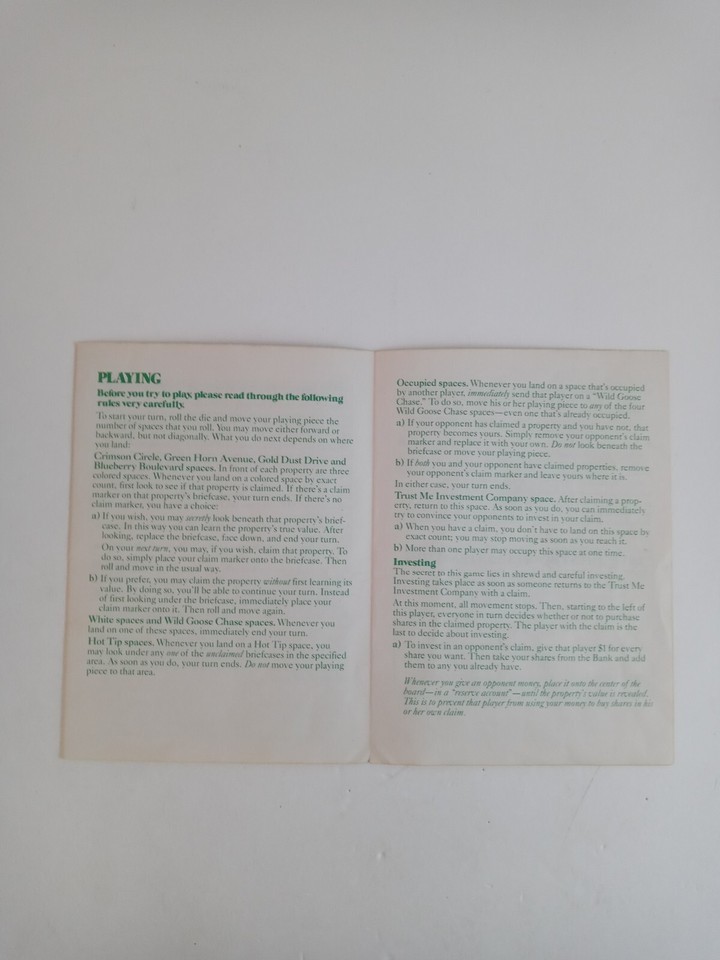 PLAYING
Before you try to play, please read through the following
rules very carefully.
To start your turn, roll the die and move your playing piece the
number of spaces that you roll. You may move either forward or
backward, but not diagonally. What you do next depends on where
you land:
Crimson Circle, Green Horn Avenue, Gold Dust Drive and
Blueberry Boulevard spaces. In front of each property are three
colored spaces. Whenever you land on a colored space by exact
count, first look to see if that property is claimed. If there's a claim
marker on that property's briefcase, your turn ends. If there's no
claim marker, you have a choice:
a) If you wish, you may secretly look beneath that property's brief-
case. In this way you can learn the property's true value. After
looking, replace the briefcase, face down, and end your turn.
On your next turn, you may, if you wish, claim that property. To
do so, simply place your claim marker onto the briefcase. Then
roll and move in the usual way.
b) If you prefer, you may claim the property without first learning its
value. By doing so, you'll be able to continue your turn. Instead
of first looking under the briefcase, immediately place your
claim marker onto it. Then roll and move again.
White spaces and Wild Goose Chase spaces. Whenever you
land on one of these spaces, immediately end your turn.
Hot Tip spaces. Whenever you land on a Hot Tip space, you
may look under any one of the unclaimed briefcases in the specified
area. As soon as you do, your turn ends. Do not move your playing
piece to that area.
Occupied spaces. Whenever you land on a space that's occupied
by another player, immediately send that player on a "Wild Goose
Chase." To do so, move his or her playing piece to any of the four
Wild Goose Chase spaces—even one that's already occupied.
a) If your opponent has claimed a property and you have not, that
property becomes yours. Simply remove your opponent's claim
marker and replace it with your own. Do not look beneath the
briefcase or move your playing piece.
b) If both you and your opponent have claimed properties, remove
your opponent's claim marker and leave yours where it is.
In either case, your turn ends.
Trust Me Investment Company space. After claiming a prop-
erty, return to this space. As soon as you do, you can immediately
try to convince your opponents to invest in your claim.
a) When you have a claim, you don't have to land on this space by
exact count; you may stop moving as soon as you reach it.
b) More than one player may occupy this space at one time.
Investing
The secret to this game lies in shrewd and careful investing.
Investing takes place as soon as someone returns to the Trust Me
Investment Company with a claim.
At this moment, all movement stops. Then, starting to the left of
this player, everyone in turn decides whether or not to purchase
shares in the claimed property. The player with the claim is the
last to decide about investing.
a) To invest in an opponent's claim, give that player $1 for every
share you want. Then take your shares from the Bank and add
them to any you already have.
Whenever you give an opponent money, place it onto the center of the
board—in a "reserve account"—until the property's value is revealed.
This is to prevent that player from using your money to buy shares in his
or her own claim.